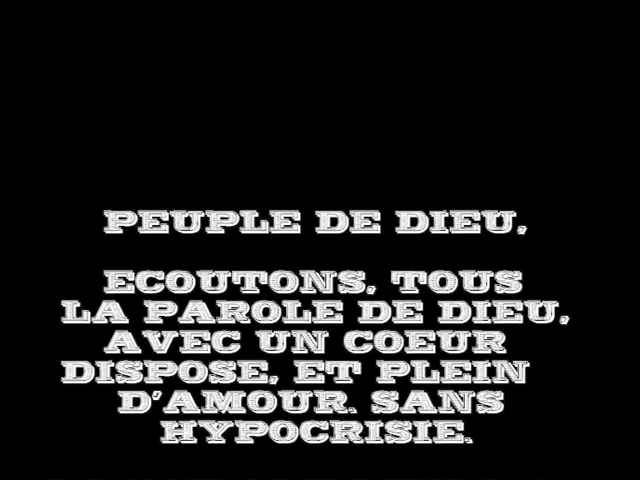 PEUPLE DE DIEU,
ECOUTONS, TOUS
LA PAROLE DE DIEU,
AVEC UN COEUR
DISPOSE, ET PLEIN
D'AMOUR. SANS
HYPOCRISIE.